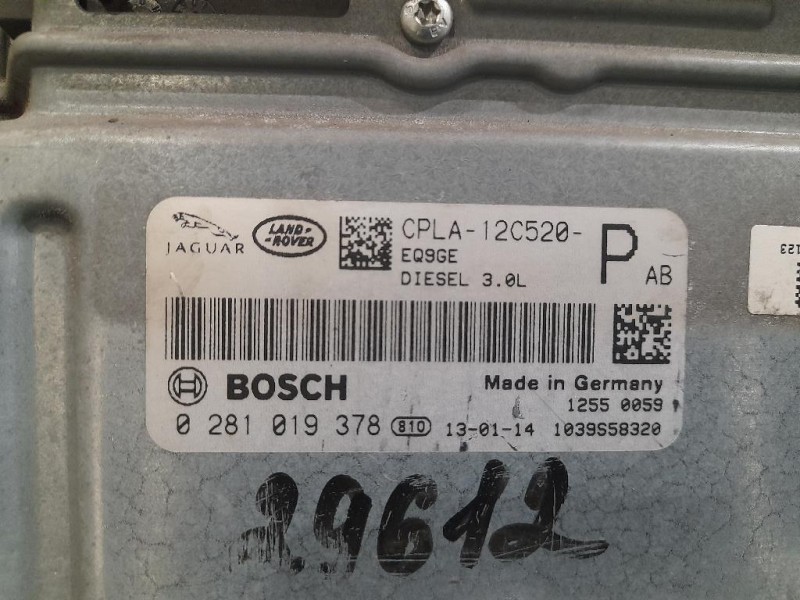 JAGUAR
LAND-
-ROVER
CPLA-12C520-
P AB
EQ9GE
DIESEL 3.0L
BOSCH
Made in Germany
1255 0059
0 281 019 378 810 13-01-14 1039S58320
29612
123